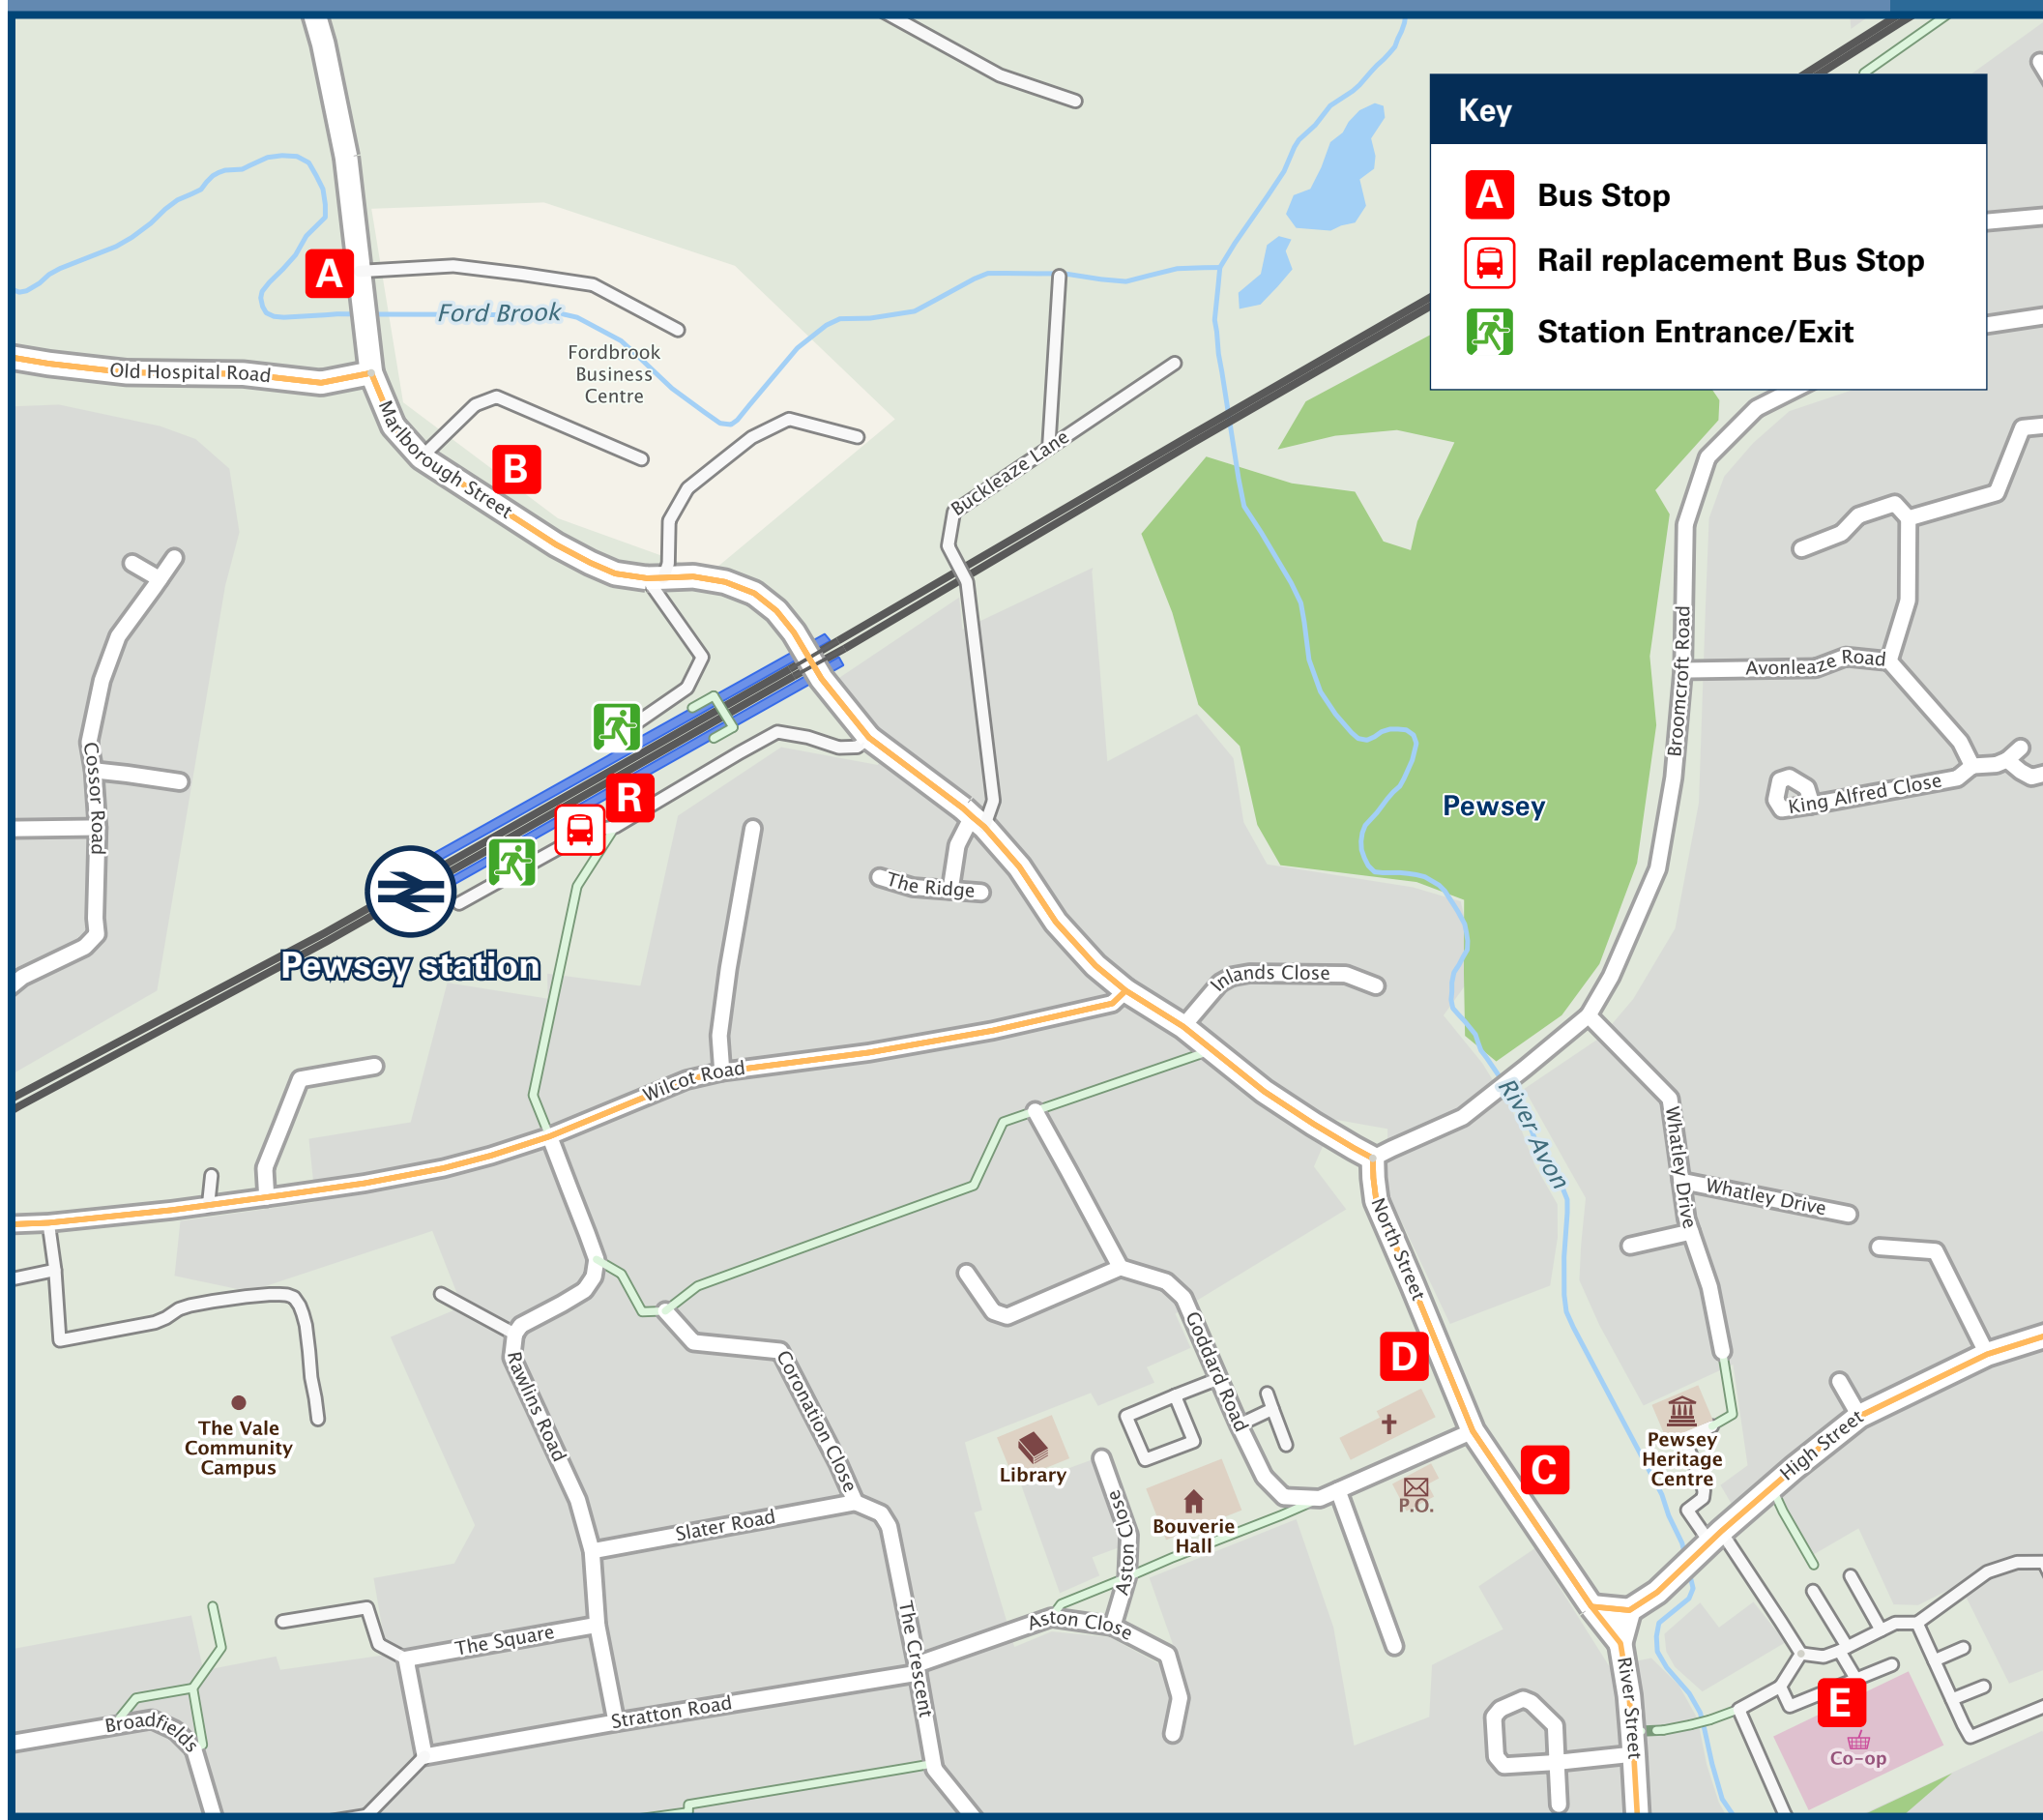 Key
A
Bus Stop
Rail replacement Bus Stop
Station Entrance/Exit
A
Ford Brook
Fordbrook
Business
Centre
Old Hospital Road
Marlborough Street
B
Buckleaze Lane
Broomcroft Road
Avonleaze Road
Cossor Road
R
King Alfred Close
Pewsey
The Ridge
Pewsey station
Inlands Close
Wilcot Road
River Avon
Whatley Drive
Whatley Drive
North Street
D
Goddard Road
Rawlins Road
Coronation Close
The Vale
Community
Campus
Library
Pewsey
Heritage
Centre
High Street
C
P.O.
Bouverie
Hall
Aston Close
Slater Road
The Crescent
Aston Close
The Square
Stratton Road
Broadfields
River Street
E
Co-op